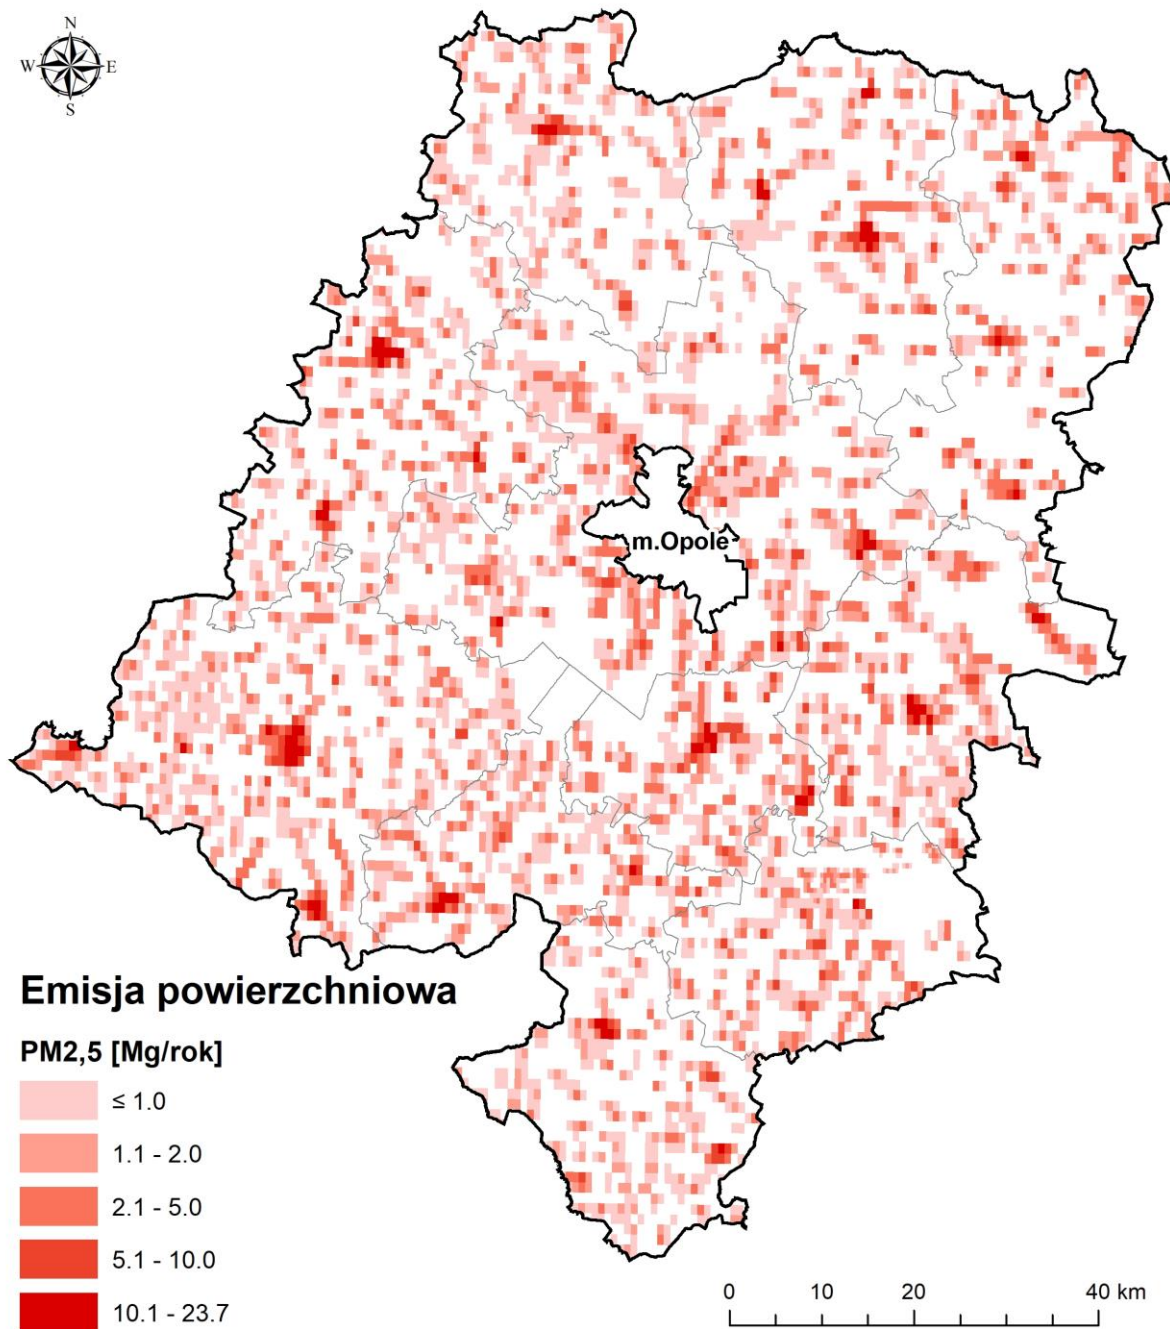 N
W E
S
m.Opole
Emisja powierzchniowa
PM2,5 [Mg/rok]
≤ 1.0
1.1 - 2.0
2.1 - 5.0
5.1 - 10.0
10.1 - 23.7
0 10 20 40 km